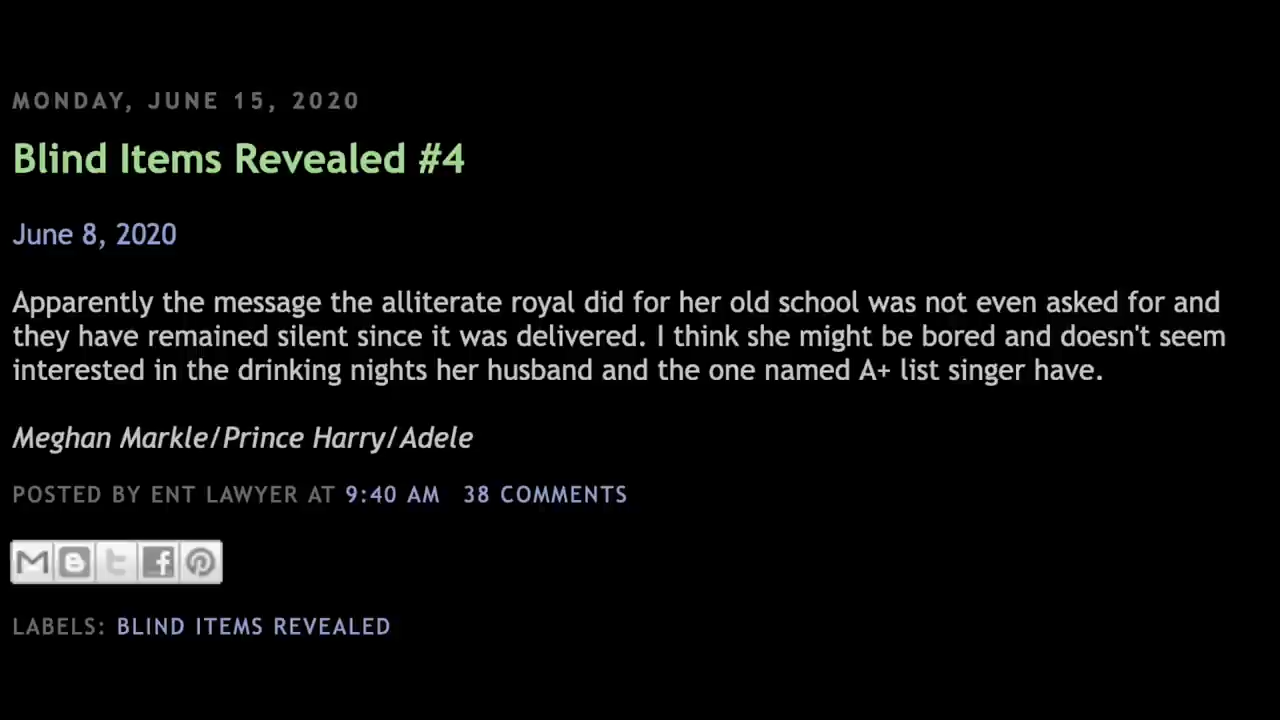 MONDAY, JUNE 15, 2020
Blind Items Revealed #4
June 8, 2020
Apparently the message the alliterate royal did for her old school was not even asked for and
they have remained silent since it was delivered. I think she might be bored and doesn't seem
interested in the drinking nights her husband and the one named A+ list singer have.
Meghan Markle/Prince Harry/Adele
POSTED BY ENT LAWYER AT 9:40 AM 38 COMMENTS
LABELS: BLIND ITEMS REVEALED